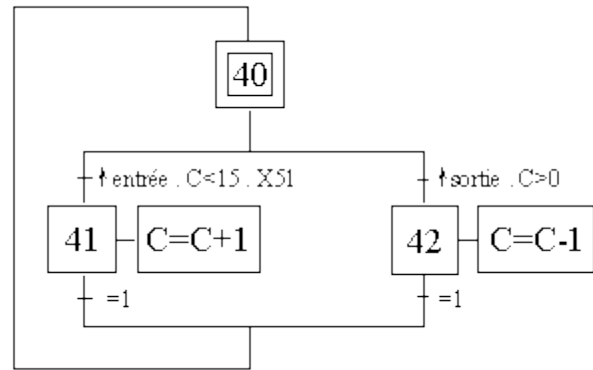 40
↑ entrée . C<15 . X51
↑ sortie . C>0
41
C=C+1
42
C=C-1
=1
=1